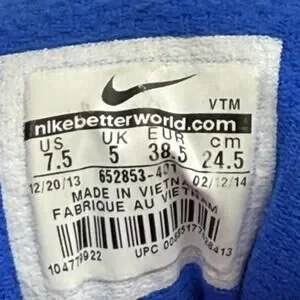 VTM
nikebetterworld.com
US UK EUR cm
7.5 5 38.5 24.5
12/20/13 652853-401 02/12/14
MADE IN VIETNAM
FABRIQUE AU VIETNAM
104779922
UPC